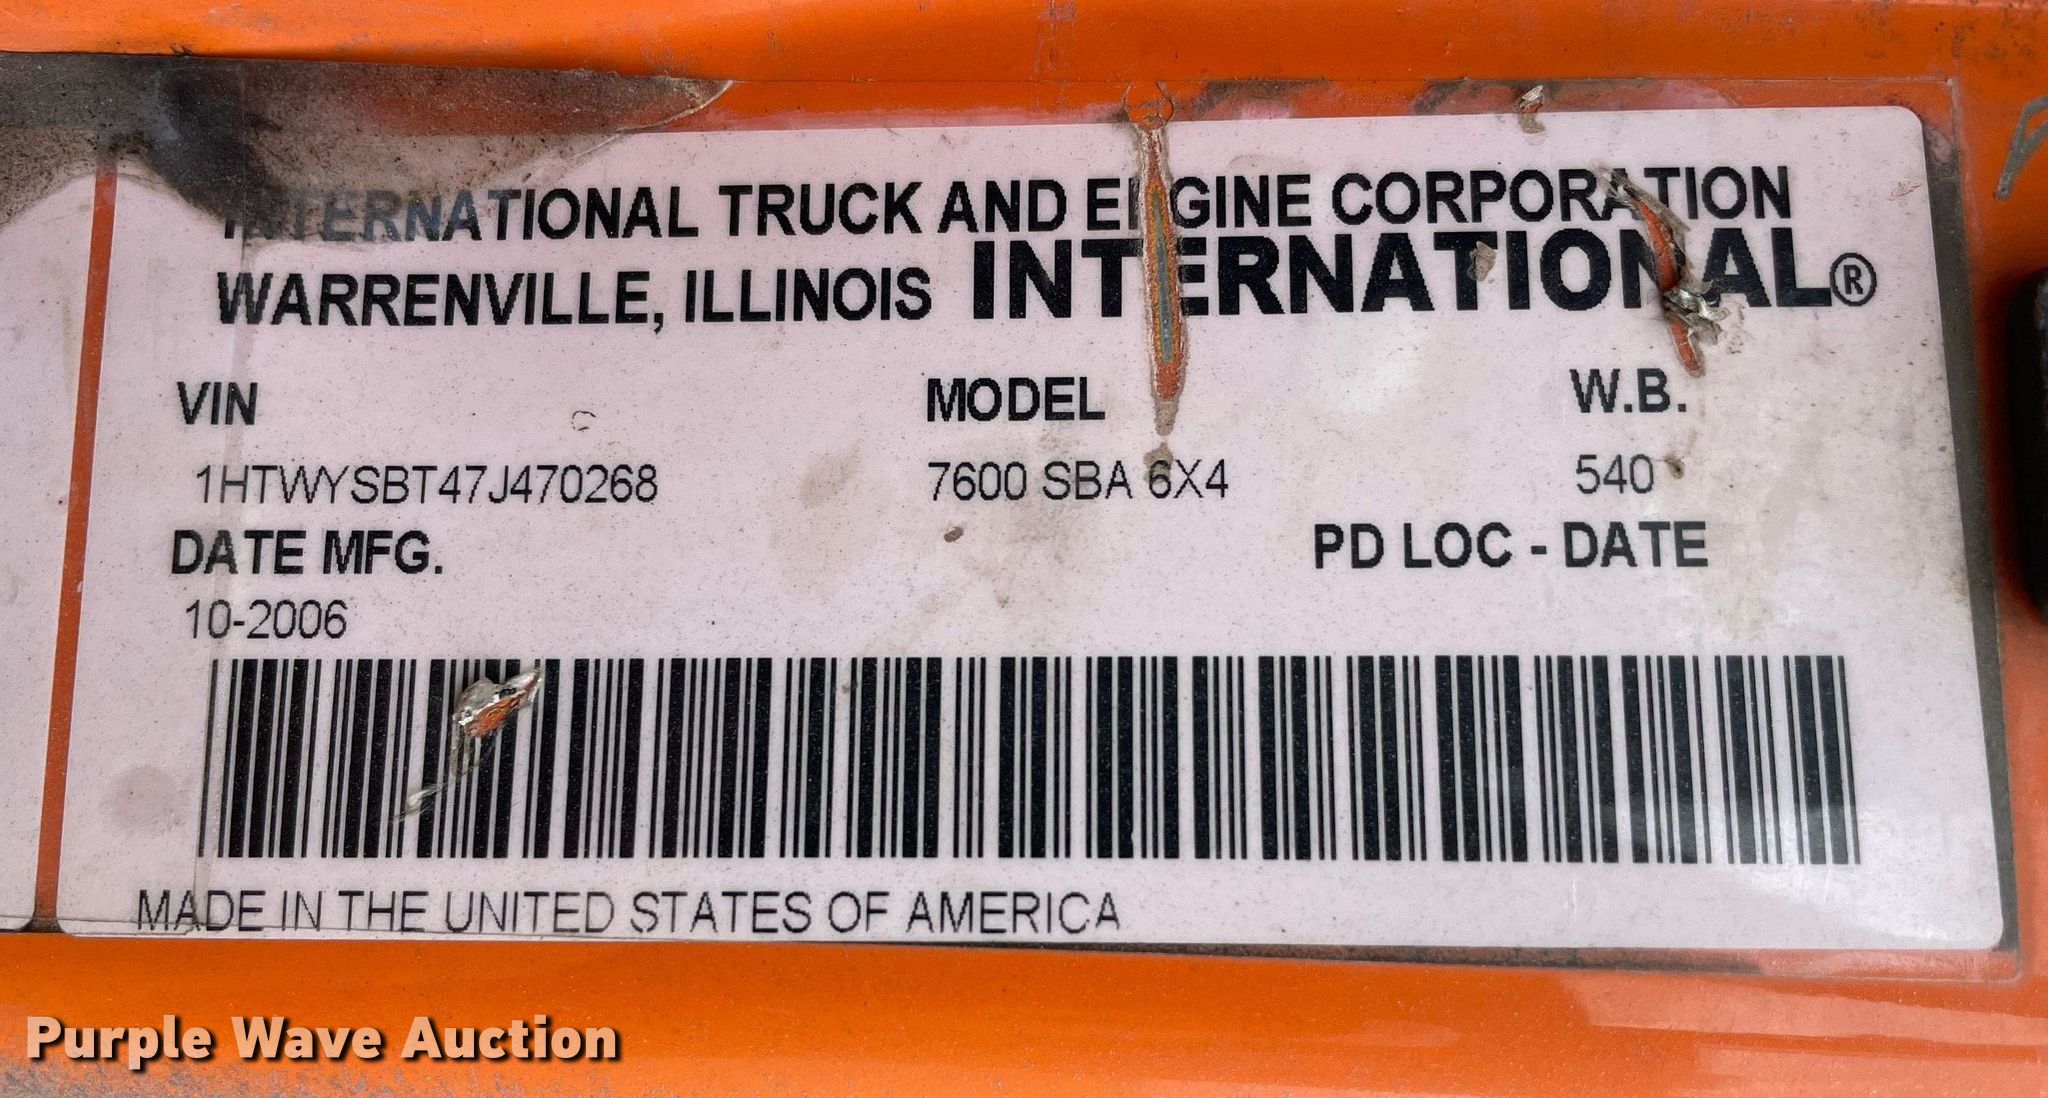 INTERNATIONAL TRUCK AND ENGINE CORPORATION
WARRENVILLE, ILLINOIS INTERNATIONAL®
VIN MODEL W.B.
1HTWYSBT47J470268 7600 SBA 6X4 540
DATE MFG. PD LOC - DATE
10-2006
MADE IN THE UNITED STATES OF AMERICA
Purple Wave Auction